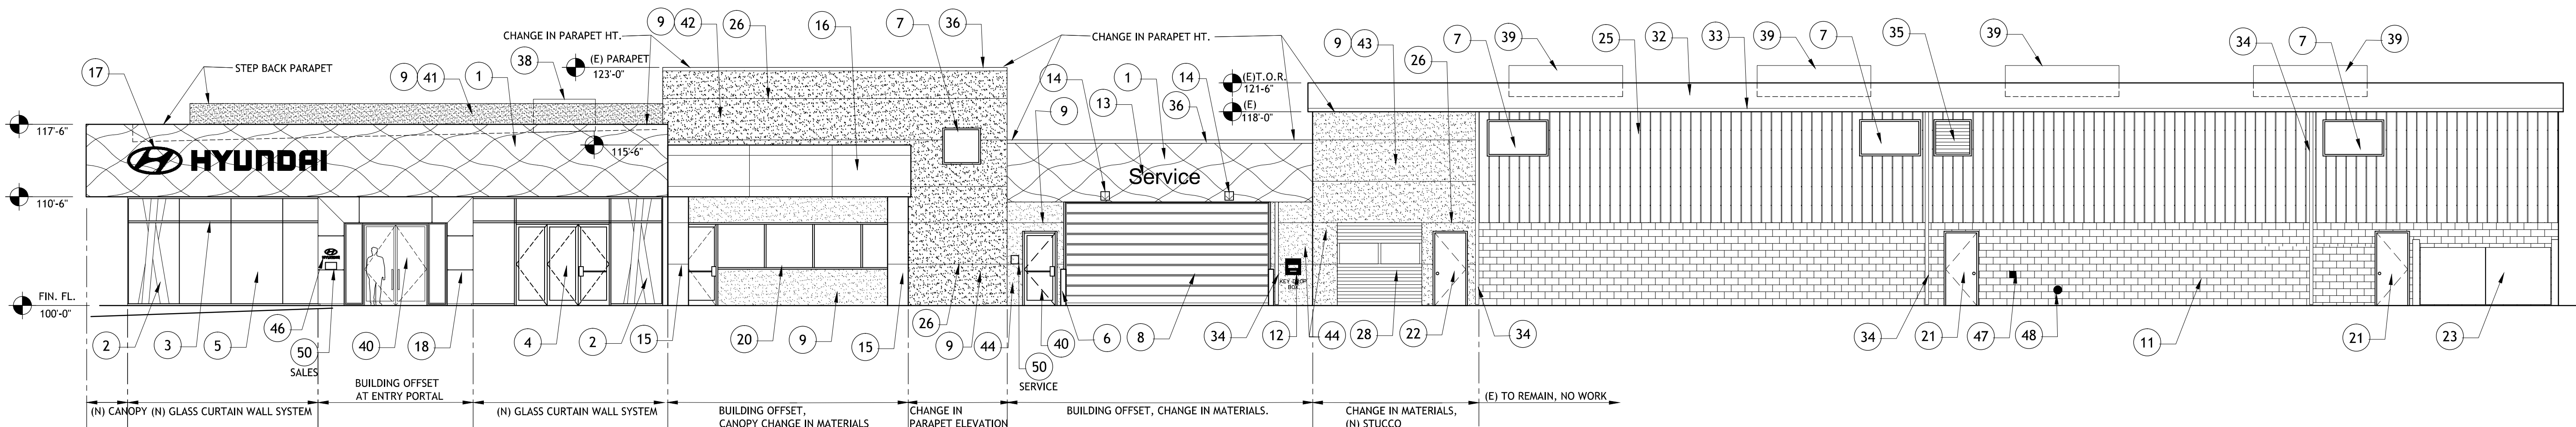 9 42 26 16 7 36
CHANGE IN PARAPET HT.
CHANGE IN PARAPET HT.
9 43 7 39 25 32 33 39 7 35 39 34 7 39
17
STEP BACK PARAPET
9 41 1 38
(E) PARAPET
123'-0"
14 1 14 26
13 36
9
(E)T.O.R.
121'-6"
(E)
118'-0"
117'-6"
115'-6"
110'-6"
HYUNDAI
Service
HYUNDAI
KEY DROP
BOX
FIN. FL.
100'-0"
2 3 5 46 50 40 18 4 2 15 20 9 15 26 9 44 50 40 6 8 34 12 44 28 22 34 34 21 47 48 11 21 23
SALES
SERVICE
BUILDING OFFSET
AT ENTRY PORTAL
(N) CANOPY
(N) GLASS CURTAIN WALL SYSTEM
(N) GLASS CURTAIN WALL SYSTEM
BUILDING OFFSET,
CANOPY CHANGE IN MATERIALS
CHANGE IN
PARAPET ELEVATION
BUILDING OFFSET, CHANGE IN MATERIALS.
CHANGE IN MATERIALS,
(N) STUCCO
(E) TO REMAIN, NO WORK